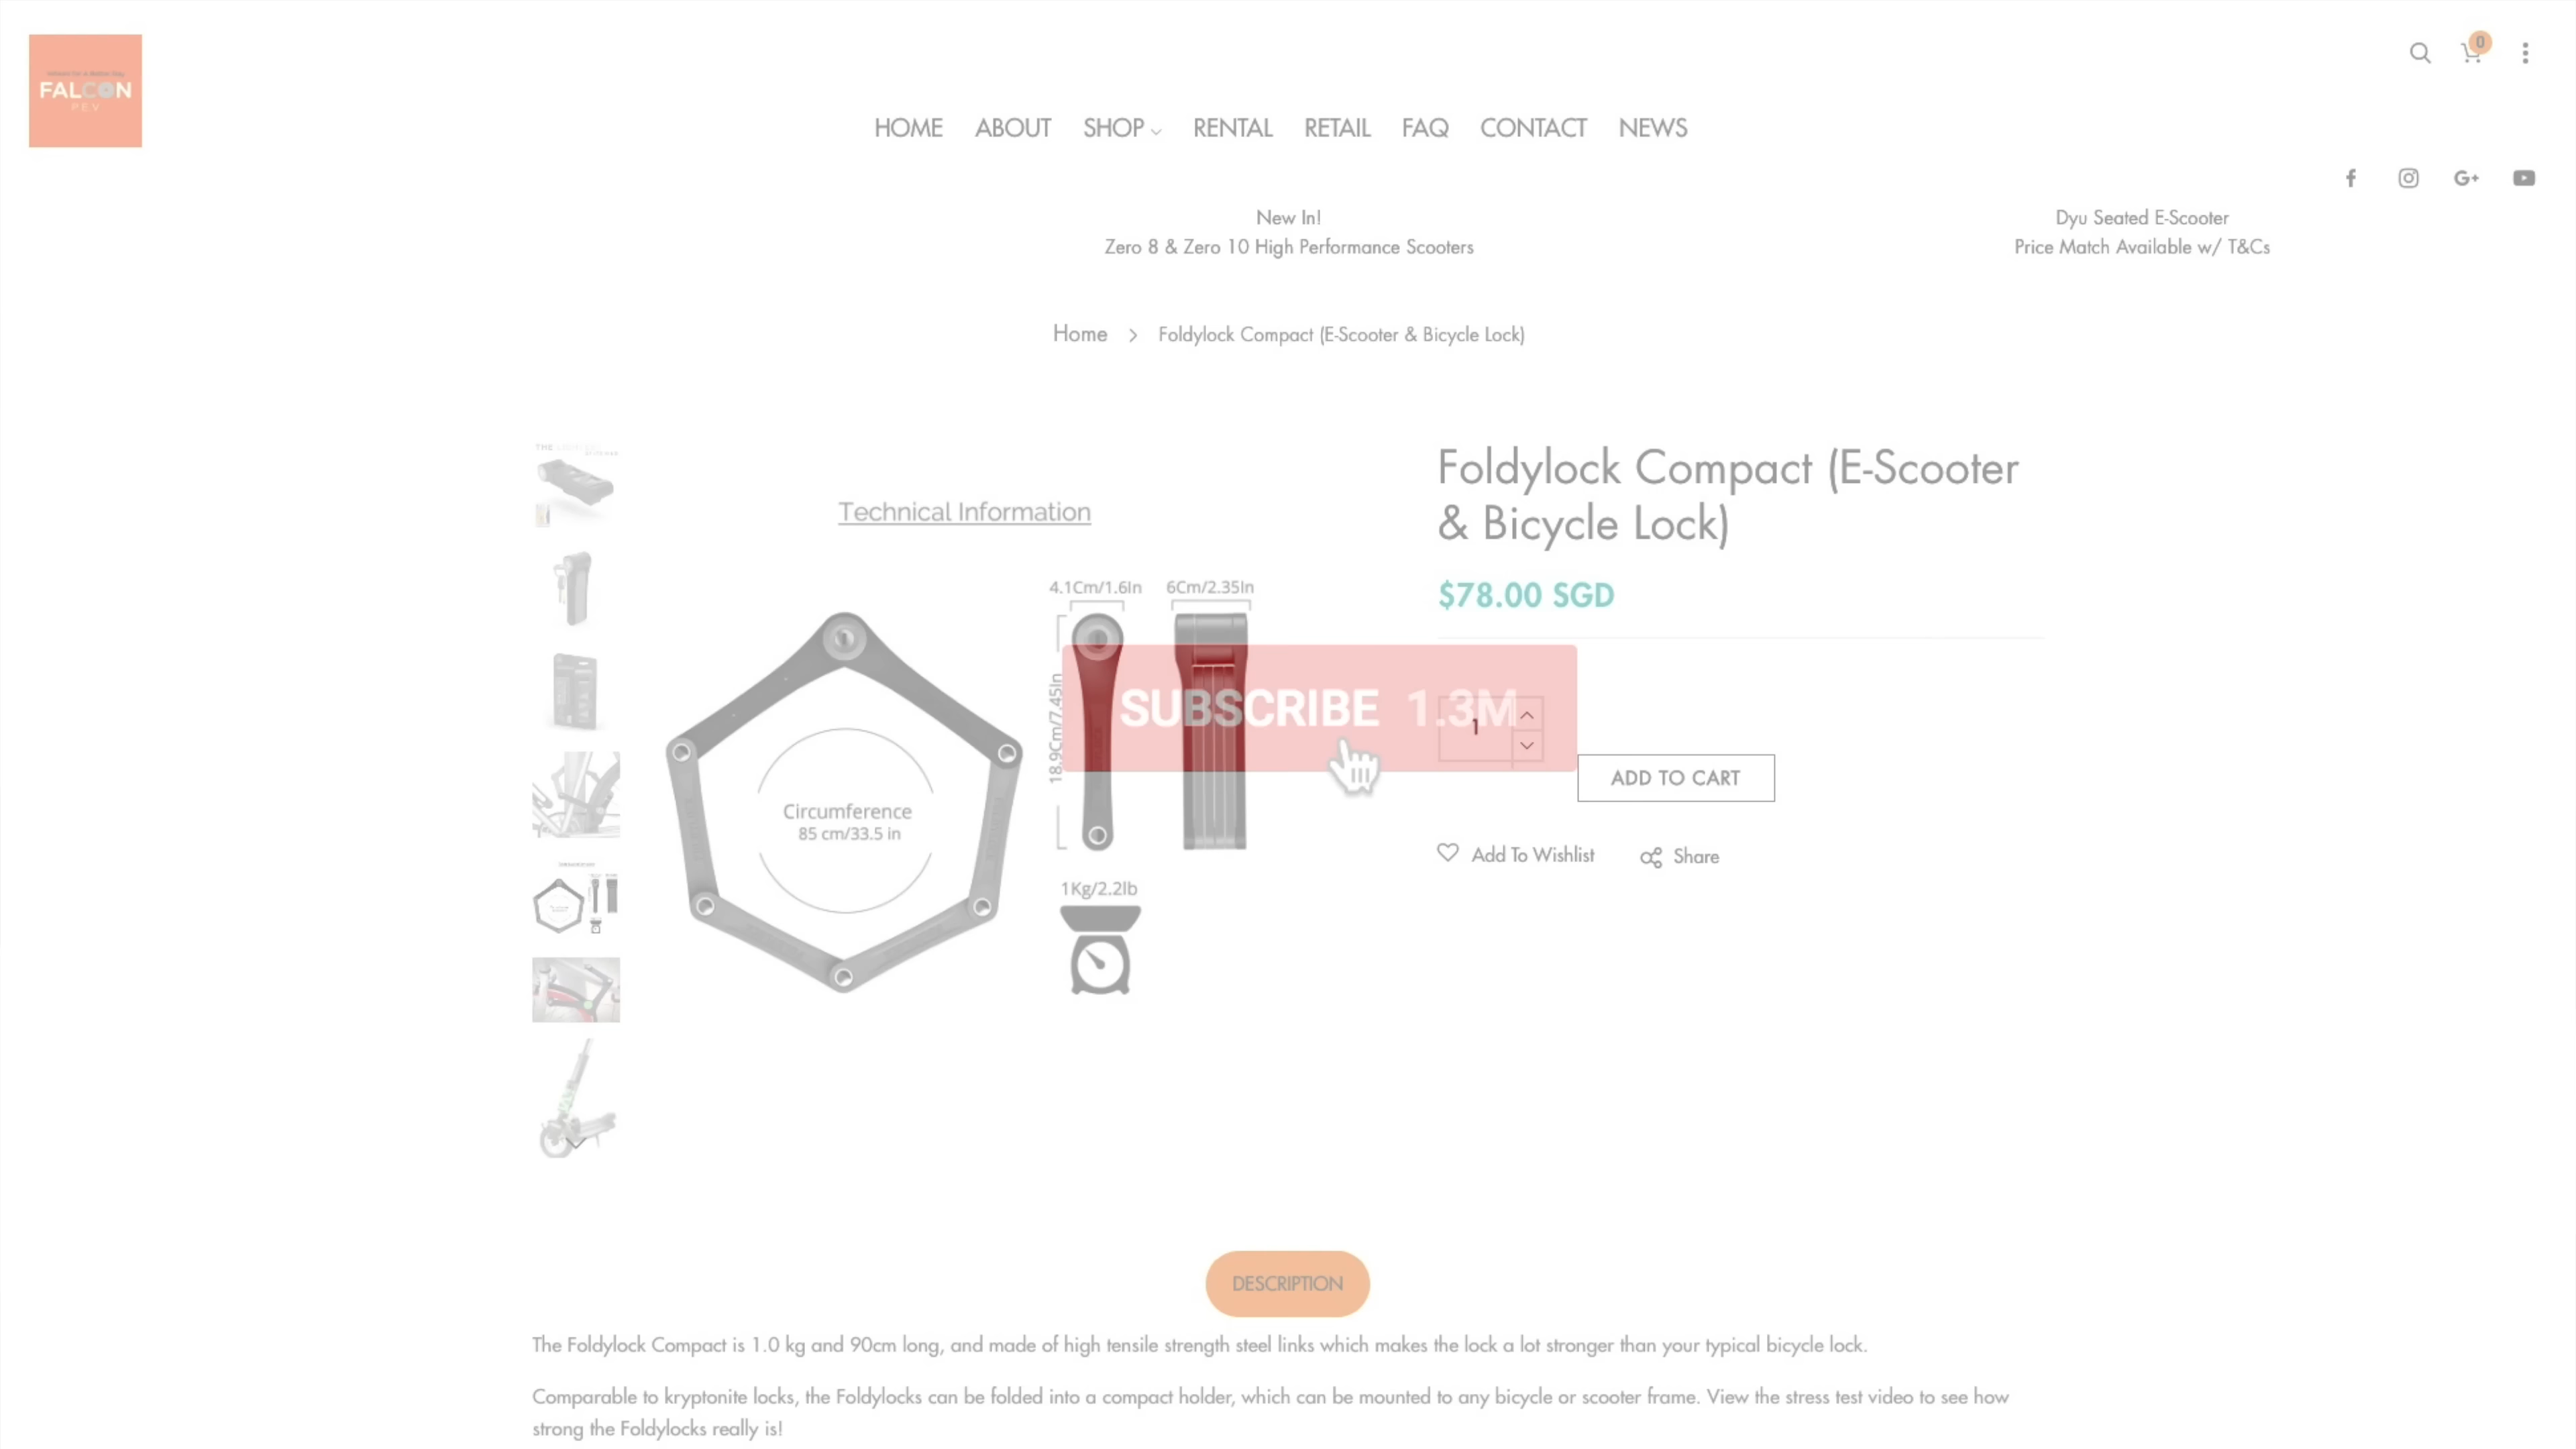 FALCON
PEV
0
HOME ABOUT SHOP RENTAL RETAIL FAQ CONTACT NEWS
New In!
Zero 8 & Zero 10 High Performance Scooters
Dyu Seated E-Scooter
Price Match Available w/ T&Cs
Home > Foldylock Compact (E-Scooter & Bicycle Lock)
Technical Information
4.1Cm/1.6In 6Cm/2.35In
18.9Cm/7.45In
Circumference
85 cm/33.5 in
1Kg/2.2lb
Foldylock Compact (E-Scooter
& Bicycle Lock)
$78.00 SGD
SUBSCRIBE 1.3M
1
ADD TO CART
Add To Wishlist Share
DESCRIPTION
The Foldylock Compact is 1.0 kg and 90cm long, and made of high tensile strength steel links which makes the lock a lot stronger than your typical bicycle lock.
Comparable to kryptonite locks, the Foldylocks can be folded into a compact holder, which can be mounted to any bicycle or scooter frame. View the stress test video to see how
strong the Foldylocks really is!